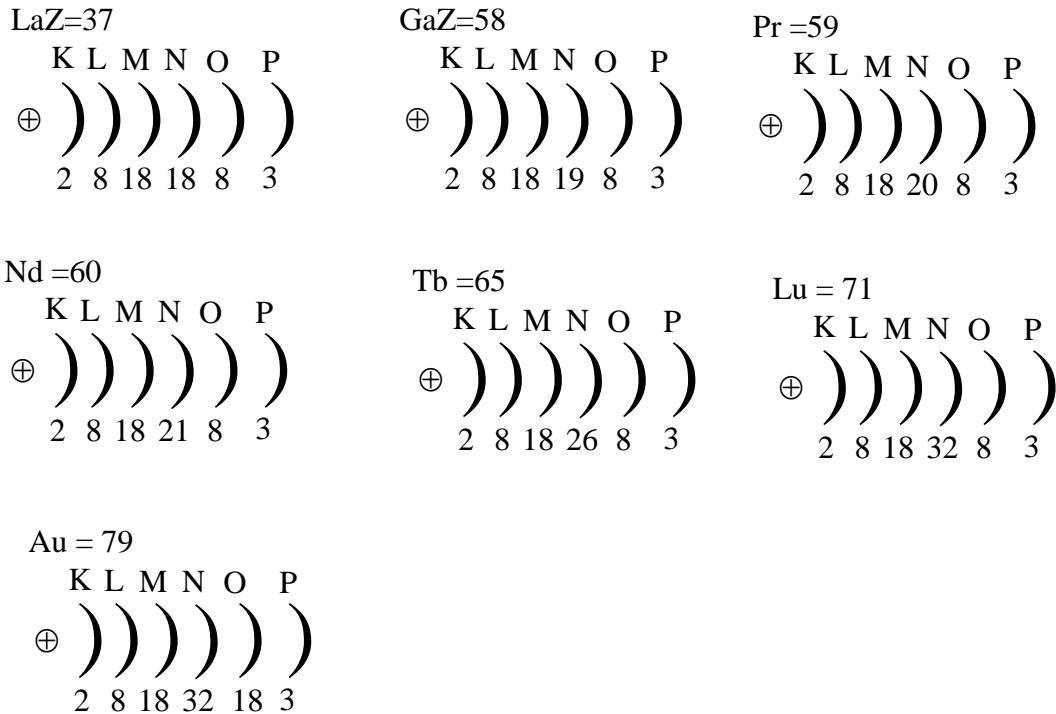 LaZ=37
K L M N O P
⊕ ) ) ) ) ) )
2 8 18 18 8 3
GaZ=58
K L M N O P
⊕ ) ) ) ) ) )
2 8 18 19 8 3
Pr =59
K L M N O P
⊕ ) ) ) ) ) )
2 8 18 20 8 3
Nd =60
K L M N O P
⊕ ) ) ) ) ) )
2 8 18 21 8 3
Tb =65
K L M N O P
⊕ ) ) ) ) ) )
2 8 18 26 8 3
Lu = 71
K L M N O P
⊕ ) ) ) ) ) )
2 8 18 32 8 3
Au = 79
K L M N O P
⊕ ) ) ) ) ) )
2 8 18 32 18 3